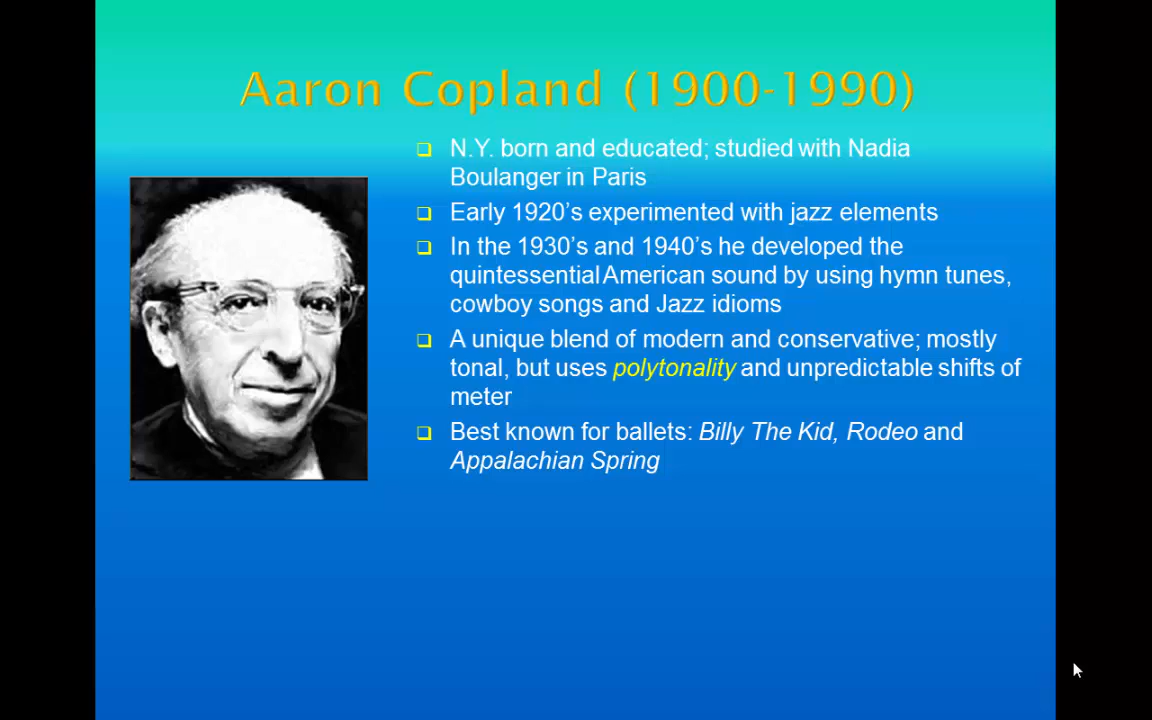 Aaron Copland (1900-1990)
N.Y. born and educated; studied with Nadia
Boulanger in Paris
Early 1920's experimented with jazz elements
In the 1930's and 1940's he developed the
quintessential American sound by using hymn tunes,
cowboy songs and Jazz idioms
A unique blend of modern and conservative; mostly
tonal, but uses polytonality and unpredictable shifts of
meter
Best known for ballets: Billy The Kid, Rodeo and
Appalachian Spring